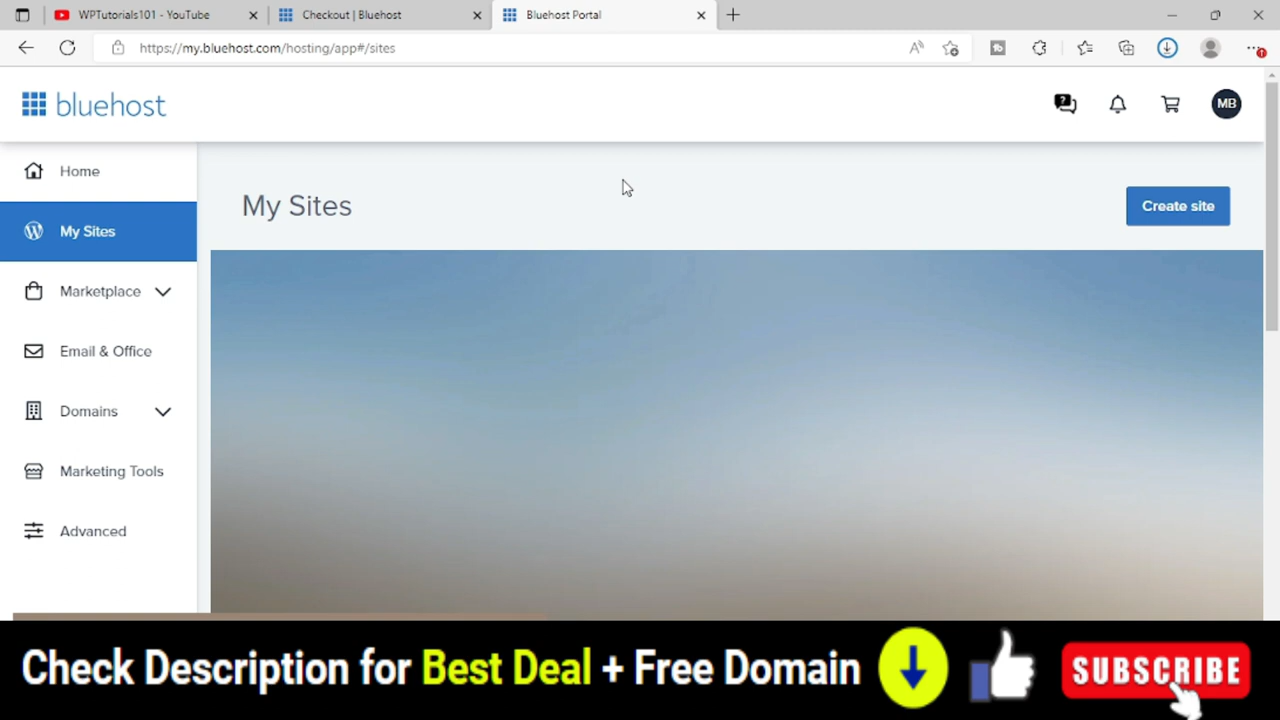 WPTutorials101 - YouTube
Checkout | Bluehost
Bluehost Portal
https://my.bluehost.com/hosting/app#/sites
bluehost
MB
Home
My Sites
Marketplace
Email & Office
Domains
Marketing Tools
Advanced
My Sites
Create site
Check Description for Best Deal + Free Domain
SUBSCRIBE